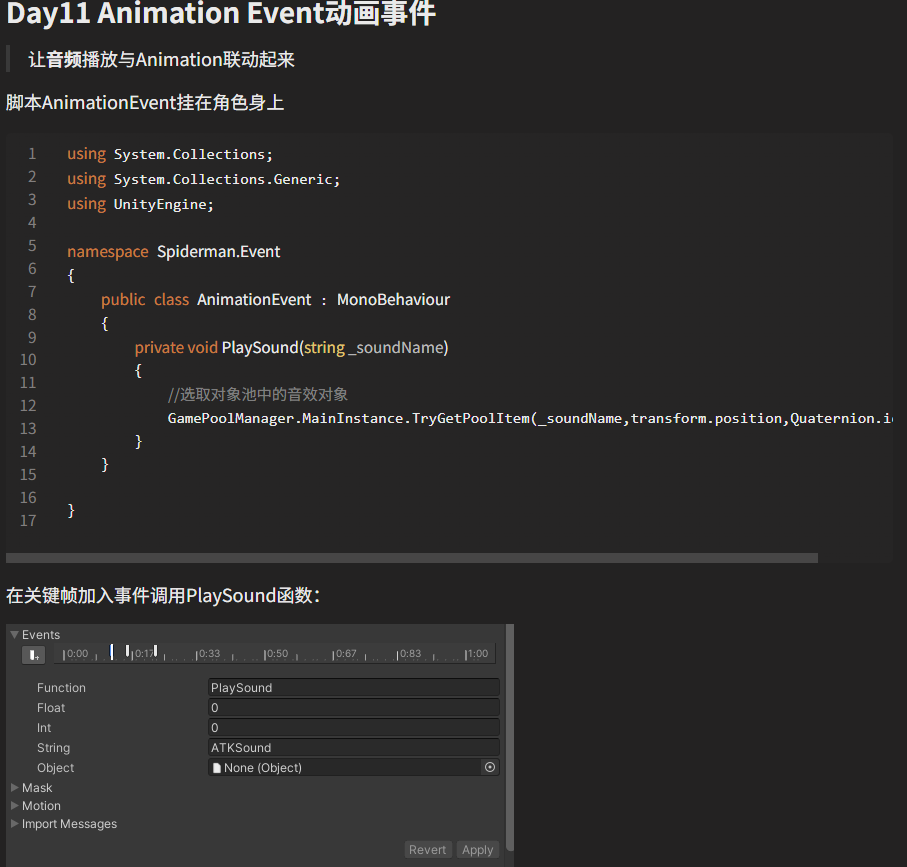 Day11 Animation Event动画事件
让音频播放与Animation联动起来
脚本AnimationEvent挂在角色身上
1 using System.Collections;
2 using System.Collections.Generic;
3 using UnityEngine;
4
5 namespace Spiderman.Event
6 {
7 public class AnimationEvent : MonoBehaviour
8 {
9 private void PlaySound(string _soundName)
10 {
11 //选取对象池中的音效对象
12 GamePoolManager.MainInstance.TryGetPoolItem(_soundName,transform.position,Quaternion.i
13 }
14 }
15
16 }
17
在关键帧加入事件调用PlaySound函数：
Events
0:00 0:17 0:33 0:50 0:67 0:83 1:00
Function PlaySound
Float 0
Int 0
String ATKSound
Object None (Object)
Mask
Motion
Import Messages
Revert Apply